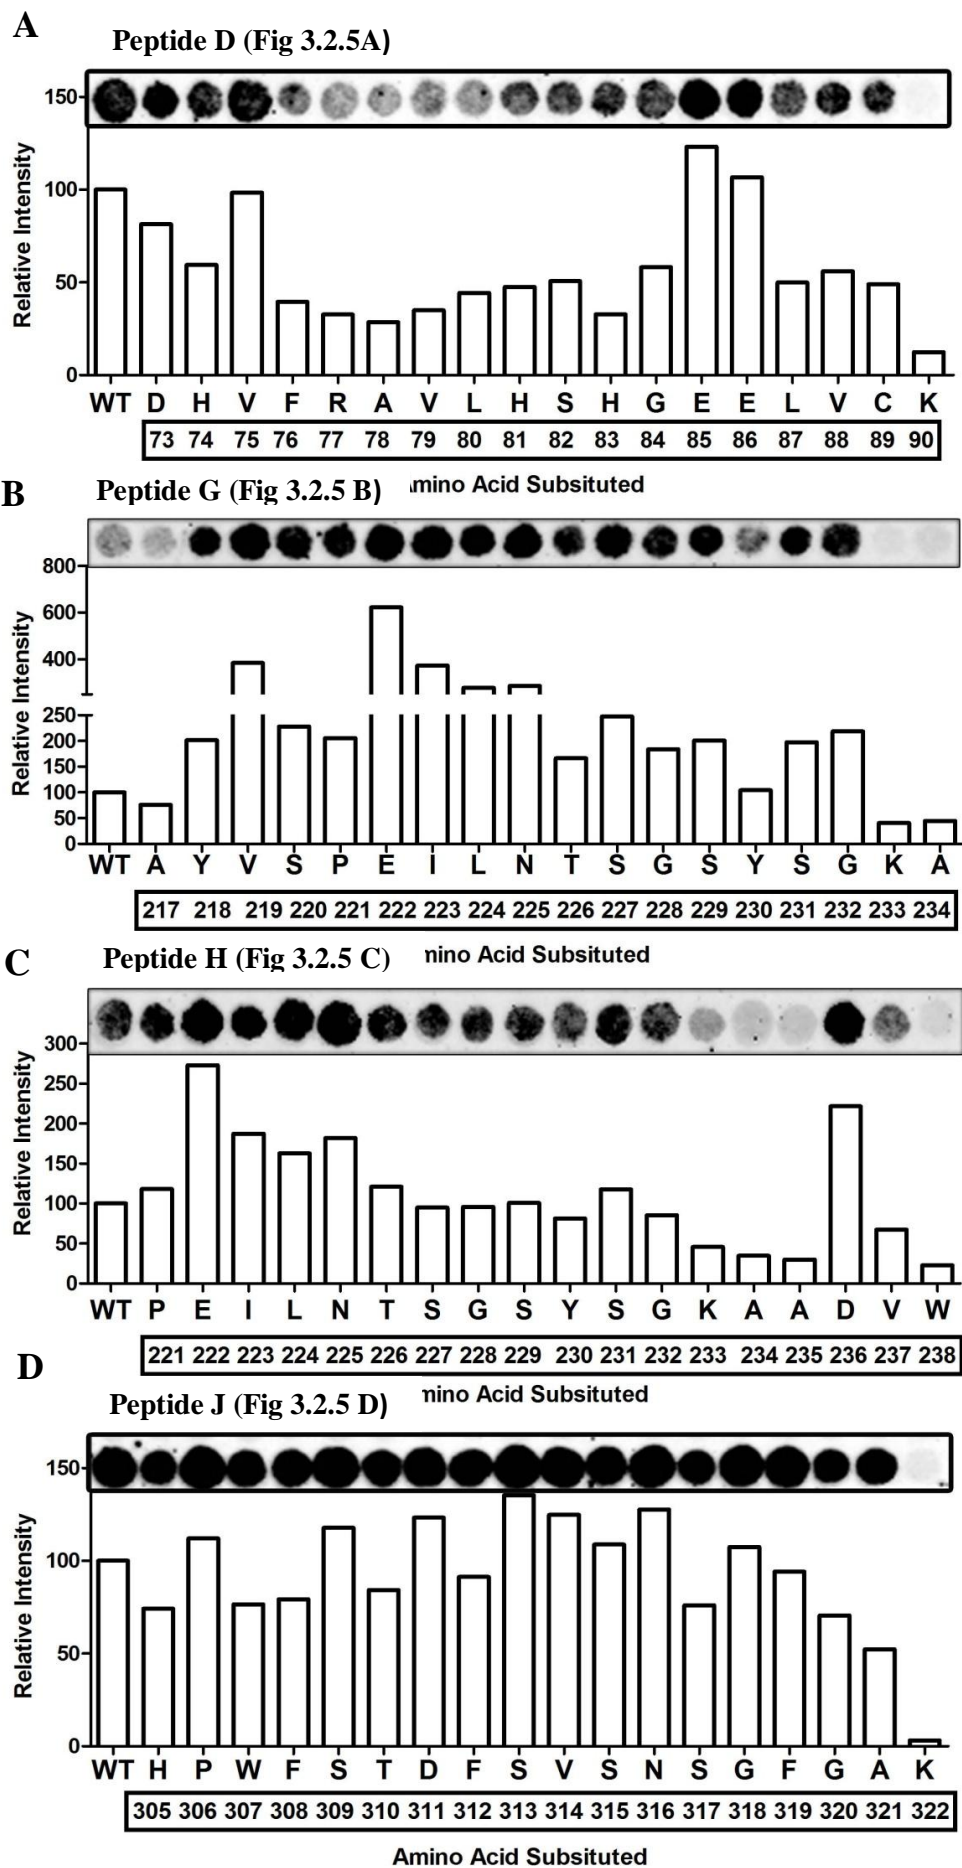 A
Peptide D (Fig 3.2.5A)
150
100
50
0
Relative Intensity
WT D H V F R A V L H S H G E E L V C K
73 74 75 76 77 78 79 80 81 82 83 84 85 86 87 88 89 90
mino Acid Subsituted
B
Peptide G (Fig 3.2.5 B)
800
600
400
250
200
150
100
50
0
Relative Intensity
WT A Y V S P E I L N T S G S Y S G K A
217 218 219 220 221 222 223 224 225 226 227 228 229 230 231 232 233 234
mino Acid Subsituted
C
Peptide H (Fig 3.2.5 C)
300
250
200
150
100
50
0
Relative Intensity
WT P E I L N T S G S Y S G K A A D V W
221 222 223 224 225 226 227 228 229 230 231 232 233 234 235 236 237 238
mino Acid Subsituted
D
Peptide J (Fig 3.2.5 D)
150
100
50
0
Relative Intensity
WT H P W F S T D F S V S N S G F G A K
305 306 307 308 309 310 311 312 313 314 315 316 317 318 319 320 321 322
Amino Acid Subsituted